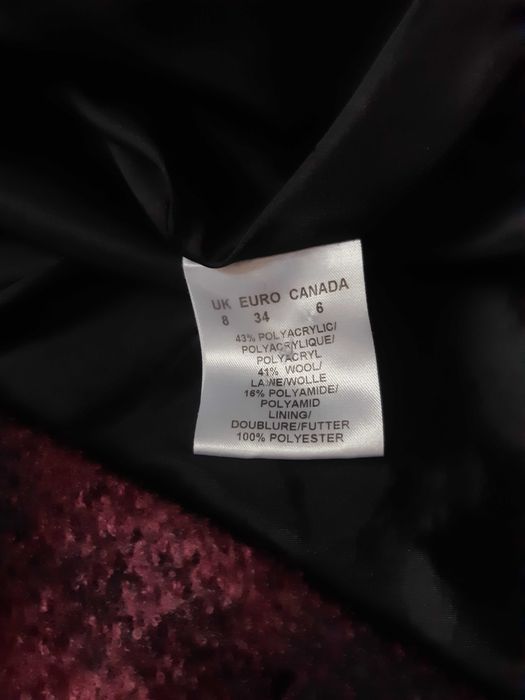 UK EURO CANADA
8 34 6
43% POLYACRYLIC/
POLYACRYLIQUE/
POLYACRYL
41% WOOL/
LAINE/WOLLE
16% POLYAMIDE/
POLYAMID
LINING/
DOUBLURE/FUTTER
100% POLYESTER